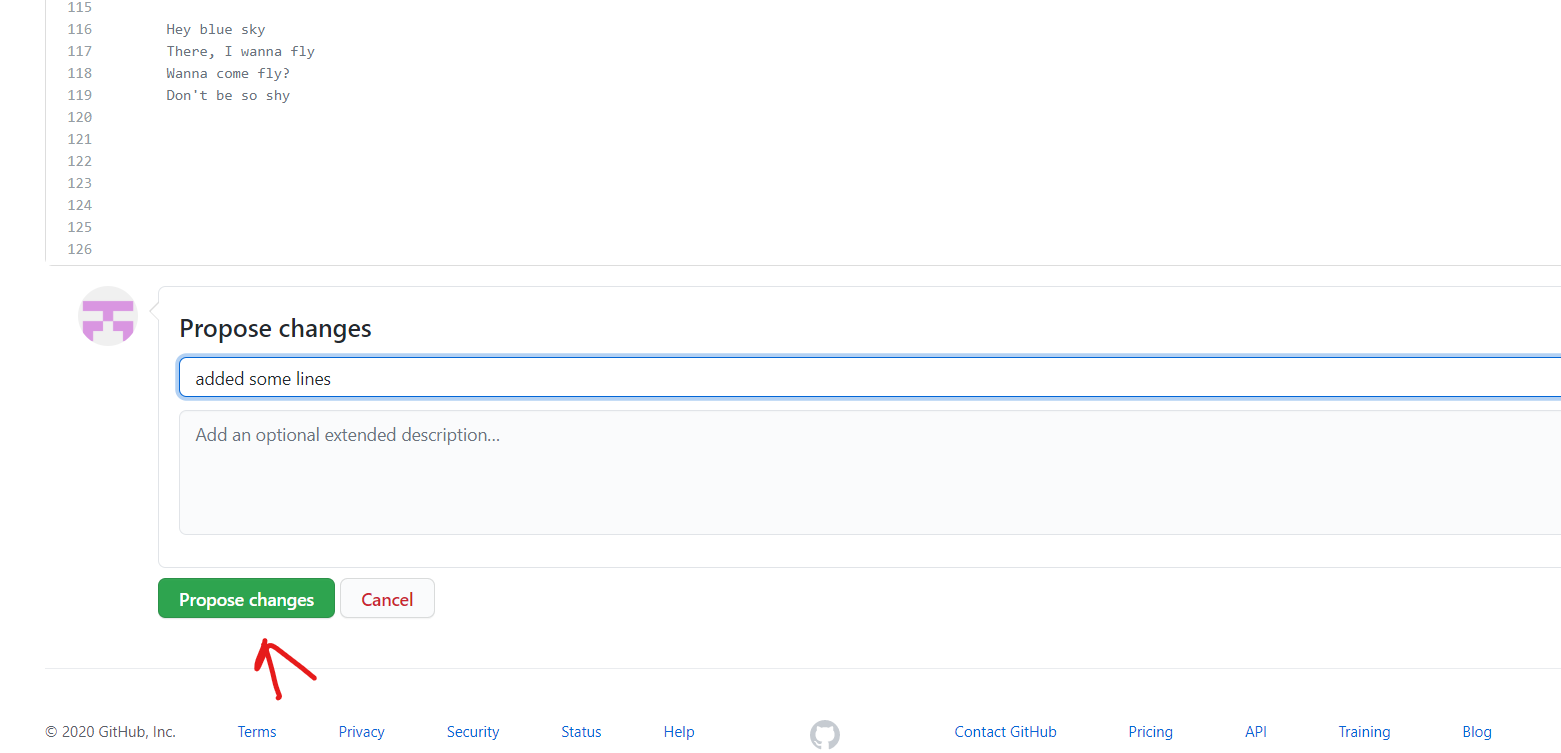 115
116 Hey blue sky
117 There, I wanna fly
118 Wanna come fly?
119 Don't be so shy
120
121
122
123
124
125
126
Propose changes
added some lines
Add an optional extended description...
Propose changes Cancel
© 2020 GitHub, Inc. Terms Privacy Security Status Help Contact GitHub Pricing API Training Blog